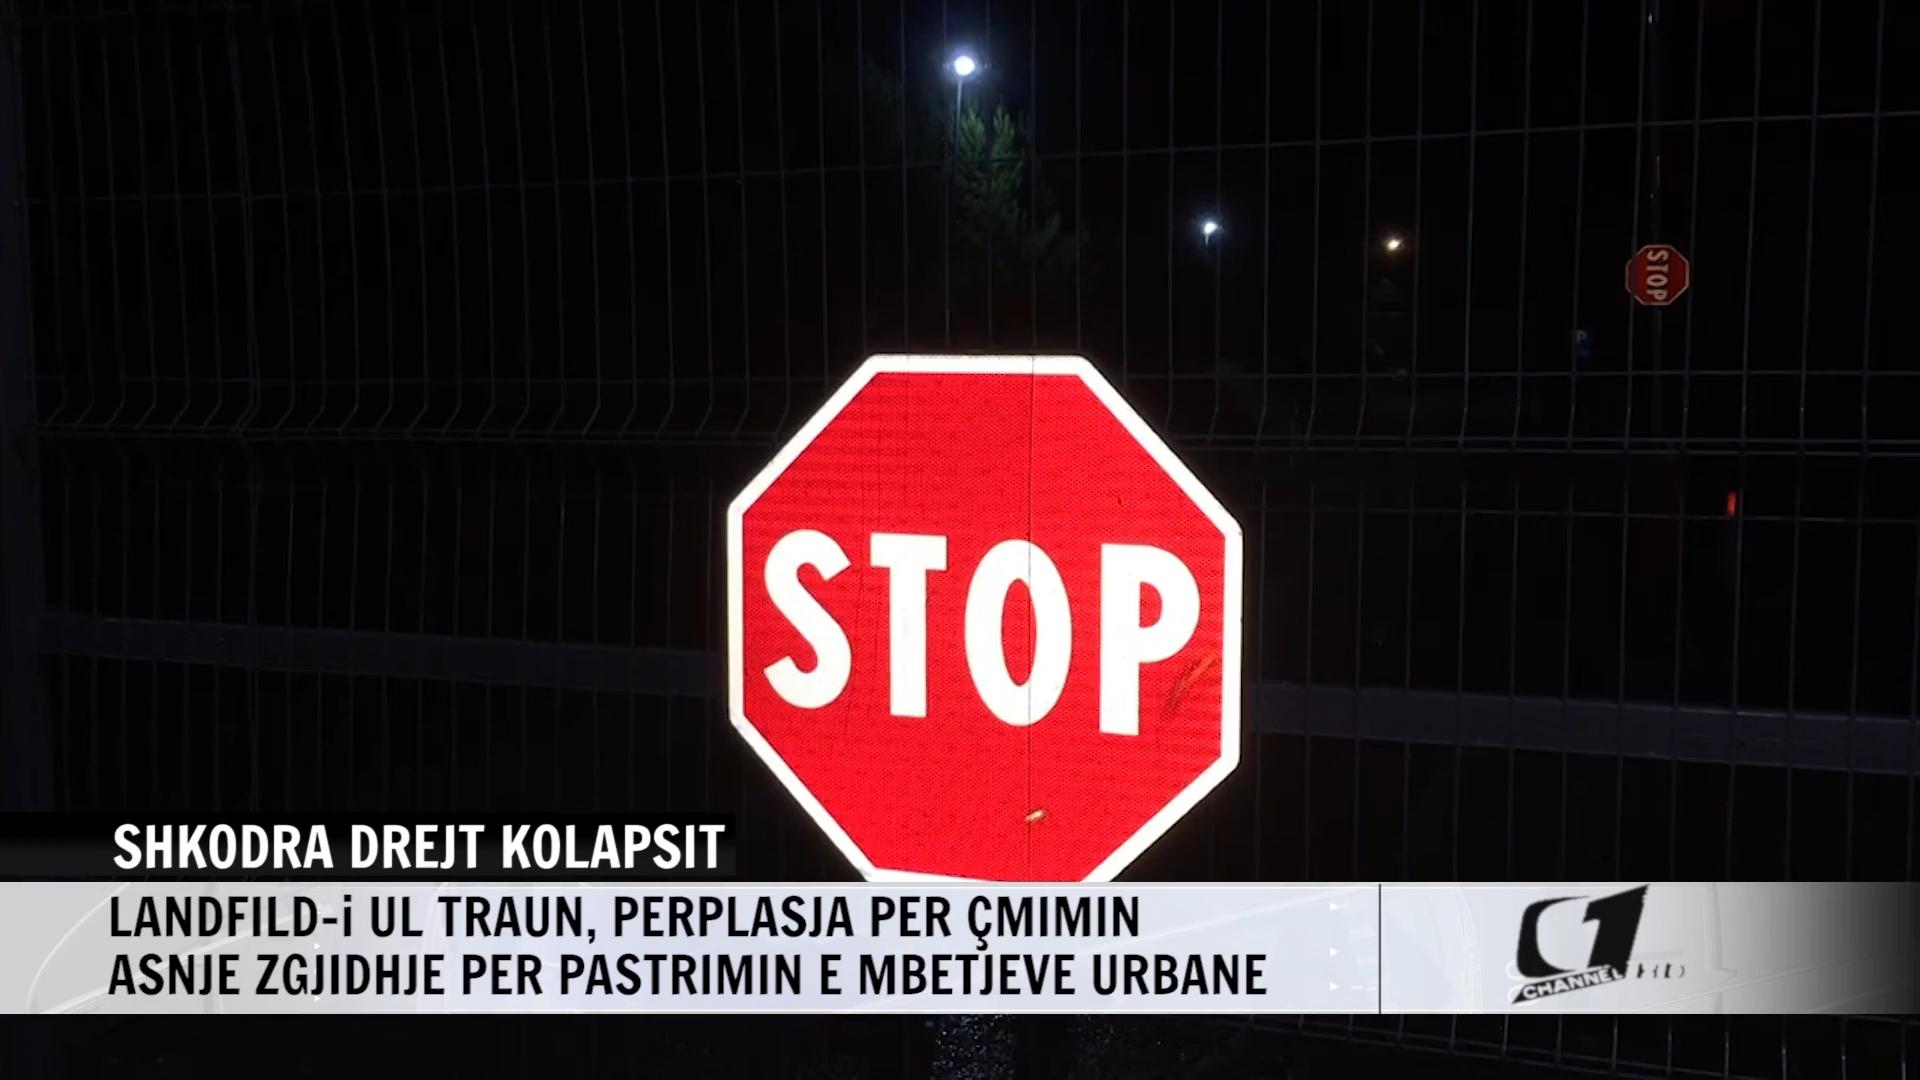 STOP
STOP
SHKODRA DREJT KOLAPSIT
LANDFILD-i UL TRAUN, PERPLASJA PER ÇMIMIN
ASNJE ZGJIDHJE PER PASTRIMIN E MBETJEVE URBANE
C1
CHANNEL HD